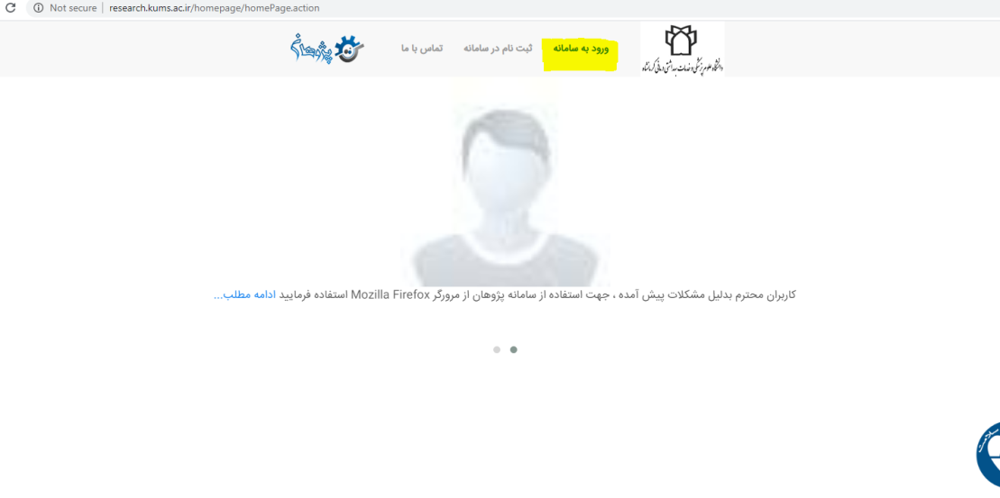 Not secure | research.kums.ac.ir/homepage/homePage.action
دانشگاه علوم پزشکی و خدمات بهداشتی درمانی کرمانشاه
ورود به سامانه
ثبت نام در سامانه
تماس با ما
پژوهان
کاربران محترم بدلیل مشکلات پیش آمده ، جهت استفاده از سامانه پژوهان از مرورگر Mozilla Firefox استفاده فرمایید ادامه مطلب...
سلامت